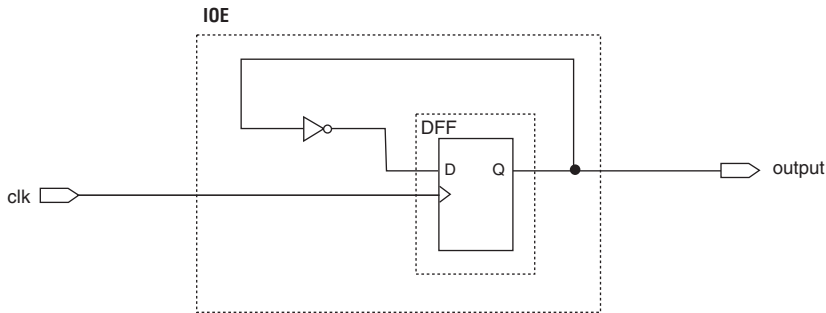 IOE
DFF
D Q
clk
output